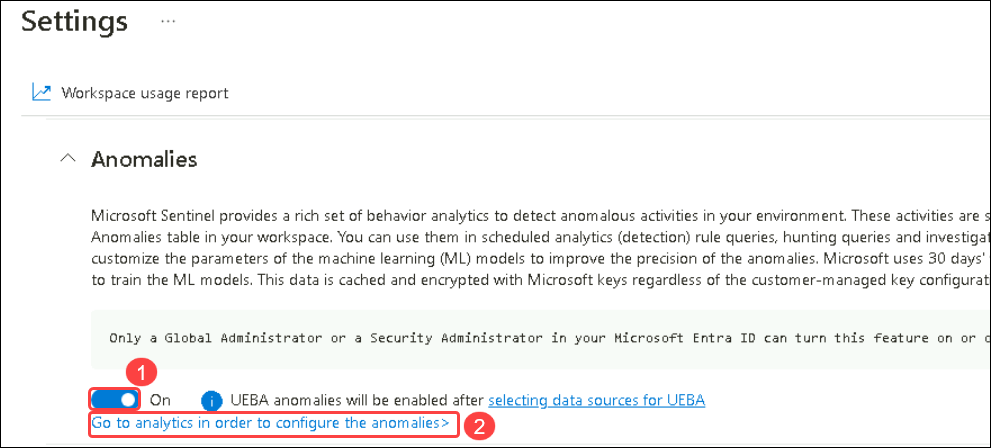 Settings ...
Workspace usage report
Anomalies
Microsoft Sentinel provides a rich set of behavior analytics to detect anomalous activities in your environment. These activities are
Anomalies table in your workspace. You can use them in scheduled analytics (detection) rule queries, hunting queries and
customize the parameters of the machine learning (ML) models to improve the precision of the anomalies. Microsoft uses 30 days'
to train the ML models. This data is cached and encrypted with Microsoft keys regardless of the customer-managed key
Only a Global Administrator or a Security Administrator in your Microsoft Entra ID can turn this feature on or
1
On UEBA anomalies will be enabled after selecting data sources for UEBA
Go to analytics in order to configure the anomalies> 2